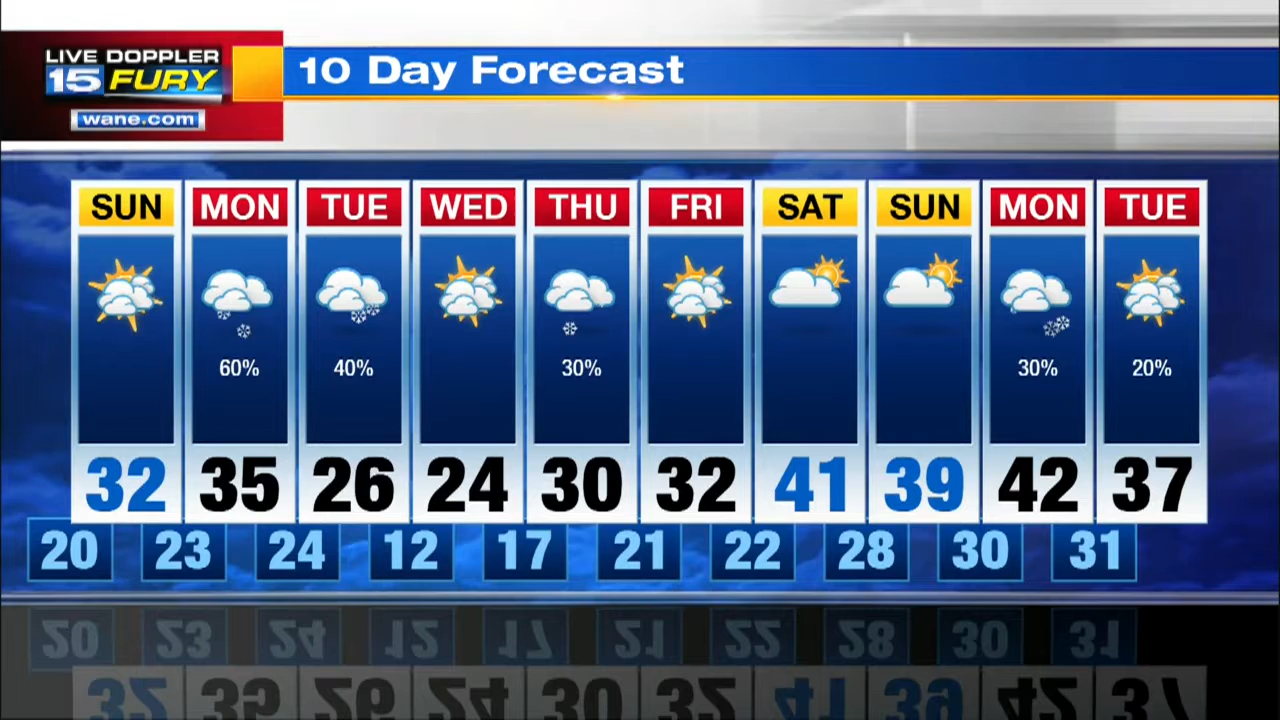 LIVE DOPPLER
15 FURY
wane.com
10 Day Forecast
SUN MON TUE WED THU FRI SAT SUN MON TUE
60% 40% 30% 30% 20%
32 35 26 24 30 32 41 39 42 37
20 23 24 12 17 21 22 28 30 31